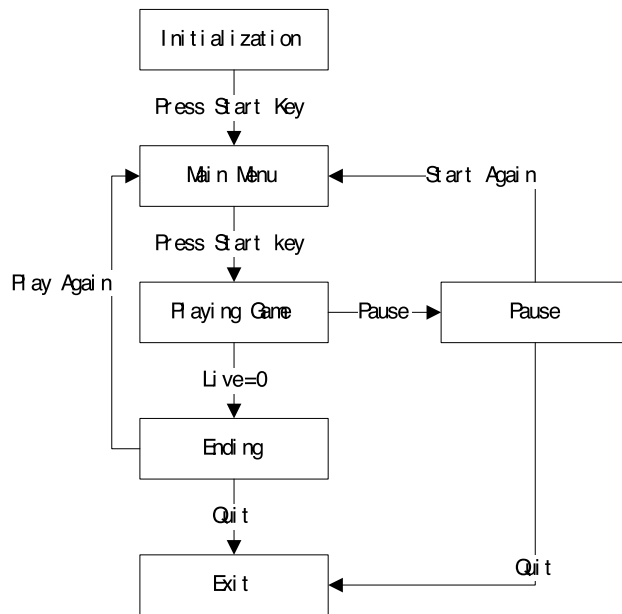 Initialization
Press Start Key
Main Menu
Start Again
Press Start key
Play Again
Playing Game
Pause
Pause
Live=0
Ending
Quit
Quit
Exit